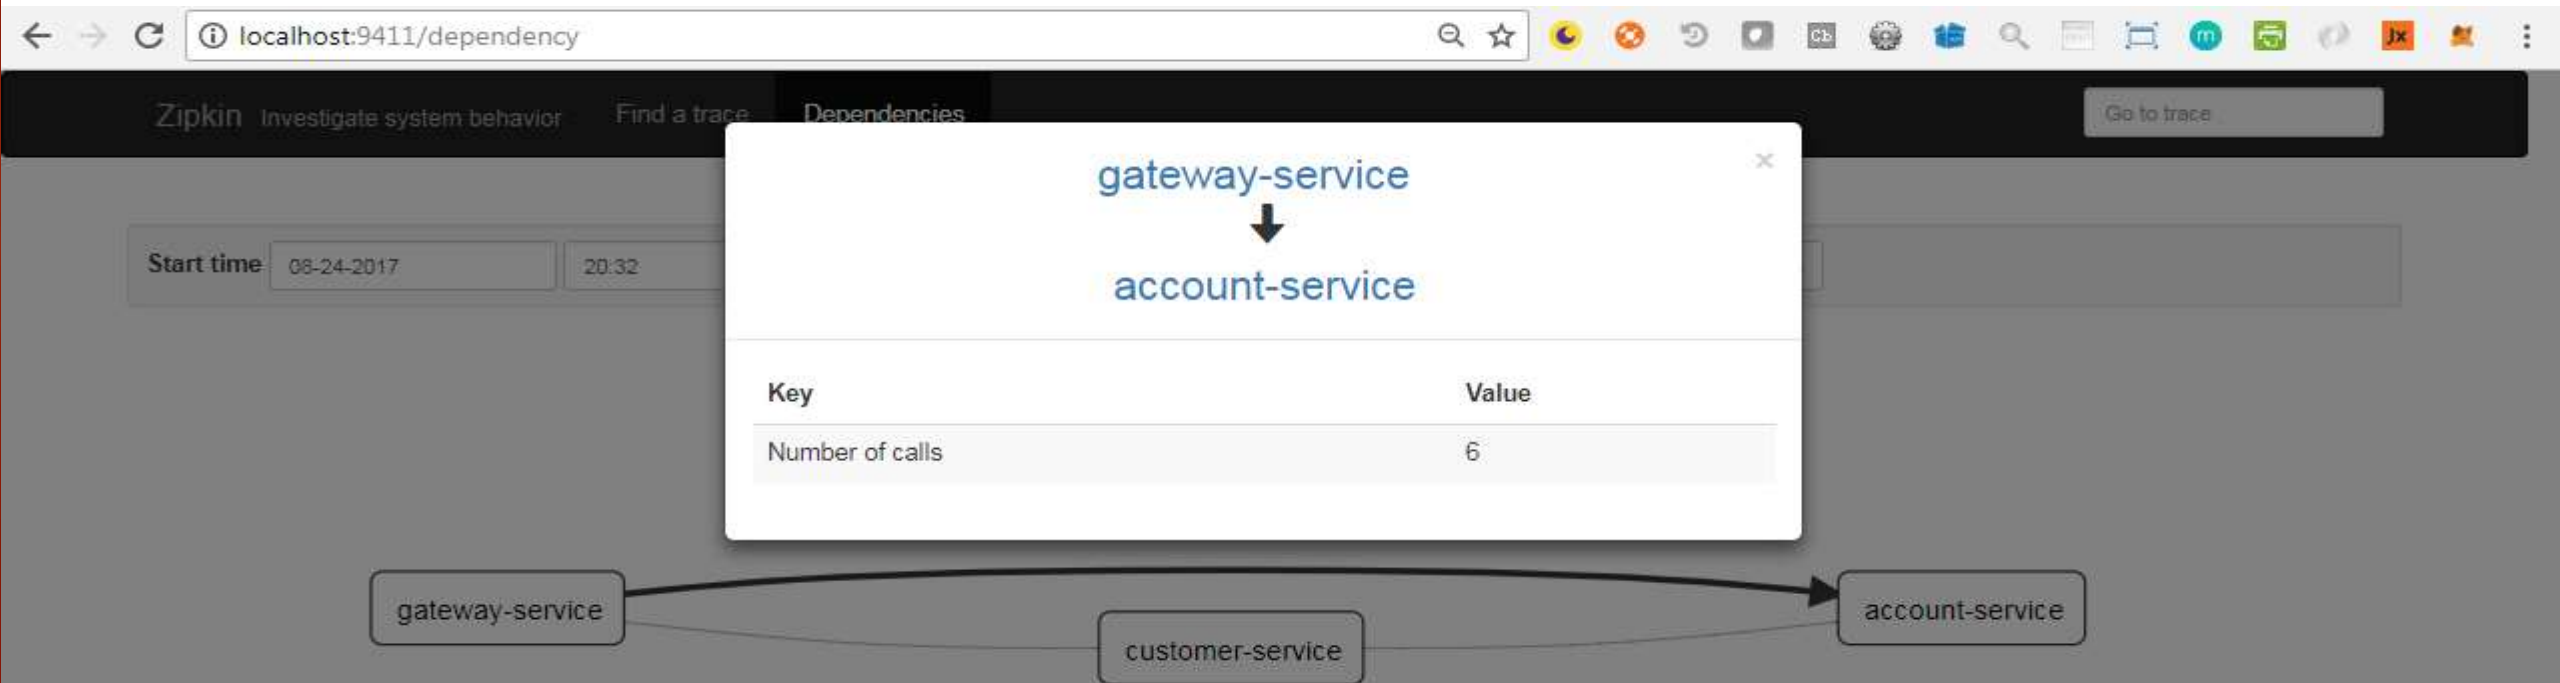 localhost:9411/dependency
Zipkin Investigate system behavior Find a trace Dependencies Go to trace
gateway-service
×
account-service
Start time 08-24-2017 20:32
Key Value
Number of calls 6
gateway-service
account-service
customer-service